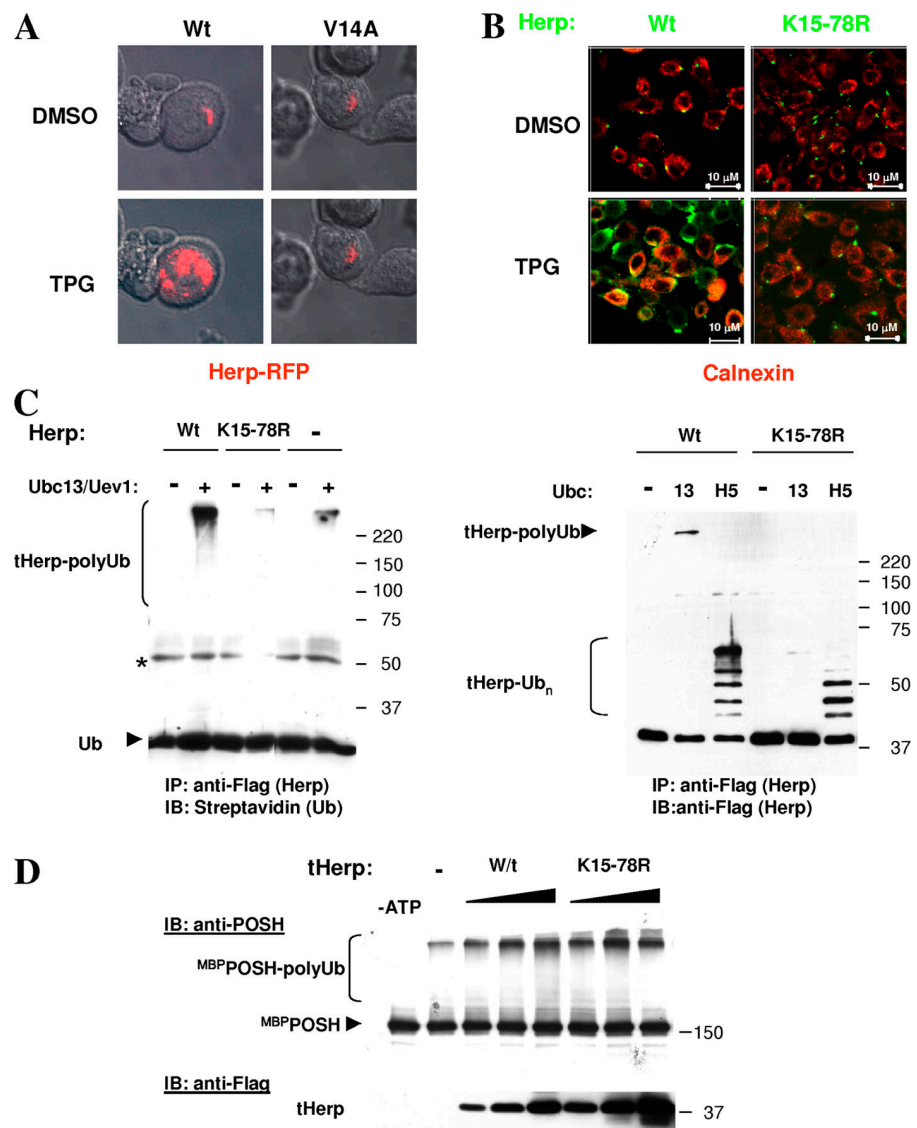 A
Wt V14A
DMSO
TPG
Herp-RFP
B
Herp: Wt K15-78R
DMSO
10 μM 10 μM
TPG
10 μM 10 μM
Calnexin
C
Herp: Wt K15-78R -
Ubc13/Uev1: - + - + - +
tHerp-polyUb
- 220
- 150
- 100
- 75
* - 50
- 37
Ub
IP: anti-Flag (Herp)
IB: Streptavidin (Ub)
Wt K15-78R
Ubc: - 13 H5 - 13 H5
tHerp-polyUb
- 220
- 150
- 100
- 75
tHerp-Ubn
- 50
- 37
IP: anti-Flag (Herp)
IB:anti-Flag (Herp)
D
tHerp: - W/t K15-78R
-ATP
IB: anti-POSH
MBPPOSH-polyUb
MBPPOSH
-150
IB: anti-Flag
tHerp - 37